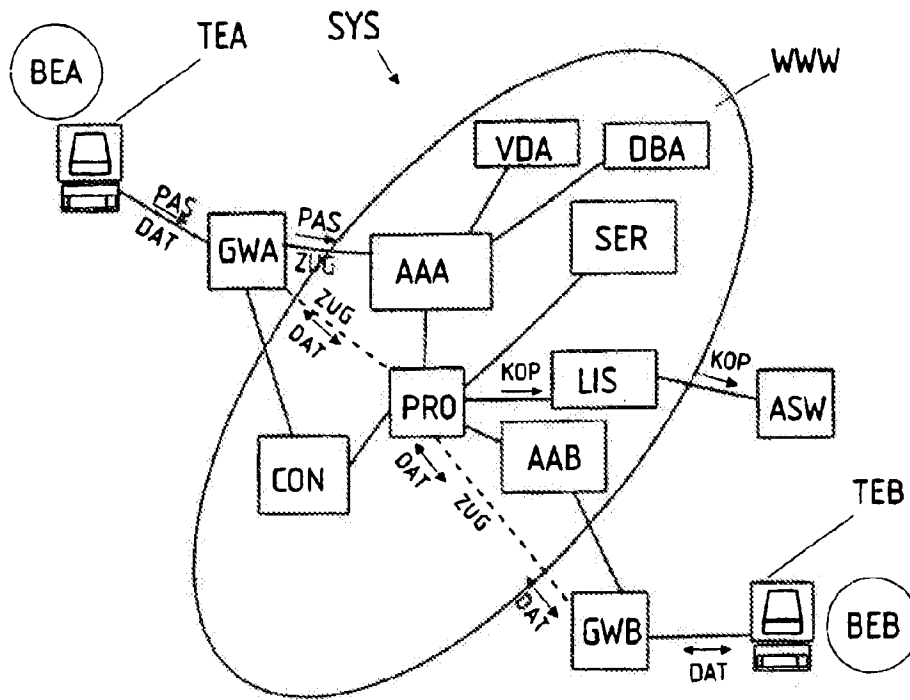 SYS
TEA
BEA
WWW
VDA
DBA
PAS
DAT
GWA
PAS
ZUG
AAA
SER
ZUG
DAT
KOP
LIS
KOP
PRO
ASW
AAB
CON
DAT
ZUG
TEB
DAT
GWB
DAT
BEB